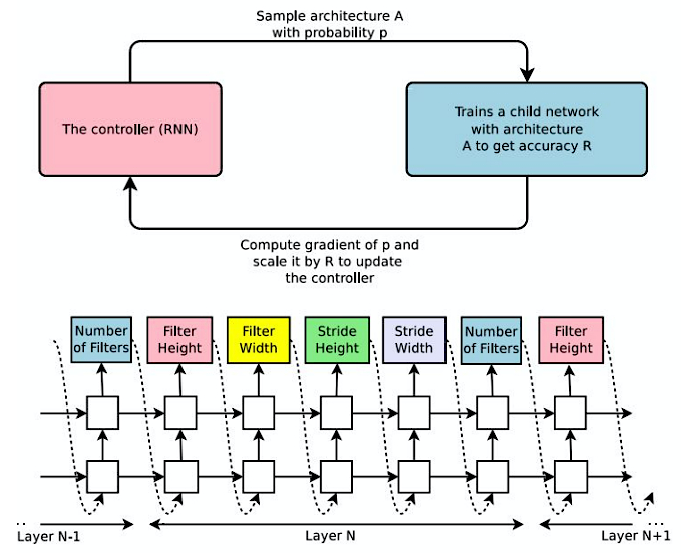 Sample architecture A
with probability p
The controller (RNN)
Trains a child network
with architecture
A to get accuracy R
Compute gradient of p and
scale it by R to update
the controller
Number
of Filters
Filter
Height
Filter
Width
Stride
Height
Stride
Width
Number
of Filters
Filter
Height
..
Layer N-1
Layer N
..
Layer N+1